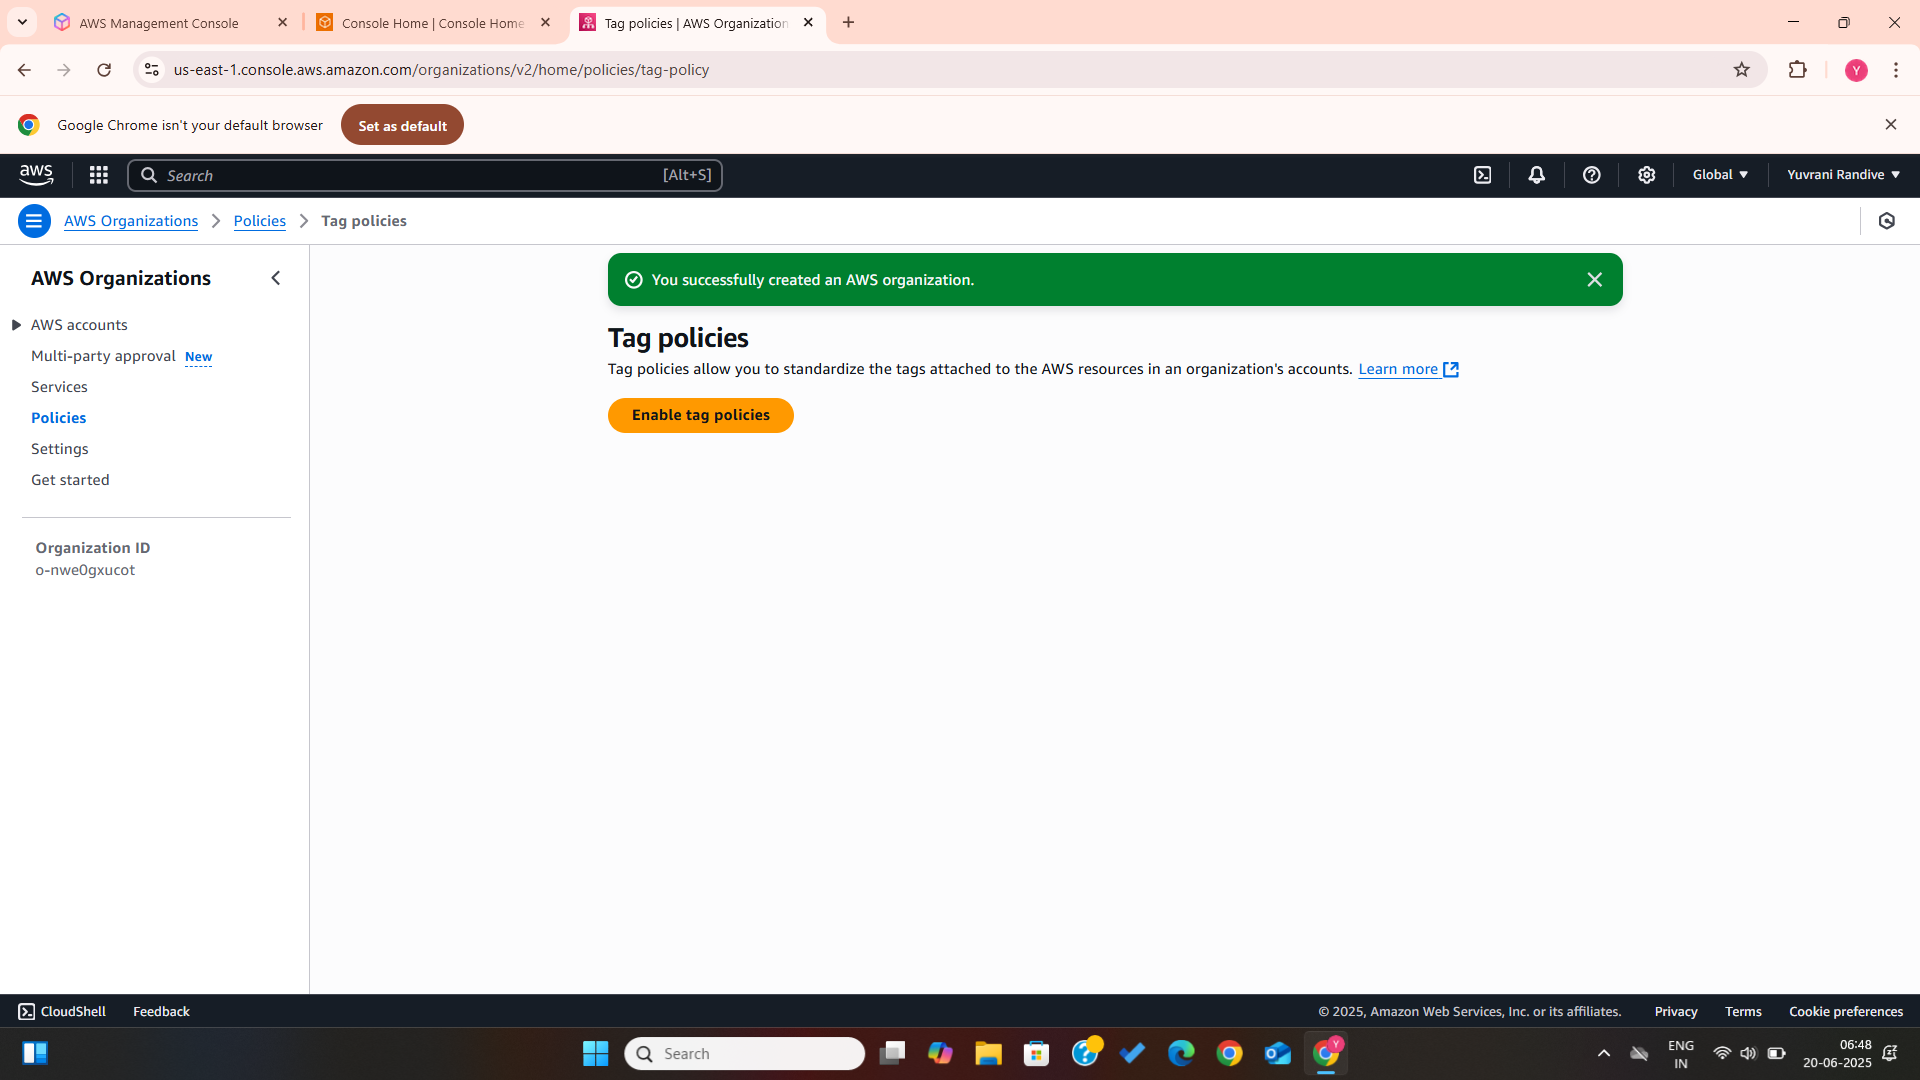 AWS Management Console
Console Home | Console Home
Tag policies | AWS Organization
us-east-1.console.aws.amazon.com/organizations/v2/home/policies/tag-policy
Y
Google Chrome isn't your default browser
Set as default
aws
Search
[Alt+S]
Global
Yuvrani Randive
AWS Organizations
Policies
Tag policies
AWS Organizations
AWS accounts
Multi-party approval New
Services
Policies
Settings
Get started
Organization ID
o-nwe0gxucot
You successfully created an AWS organization.
Tag policies
Tag policies allow you to standardize the tags attached to the AWS resources in an organization's accounts. Learn more
Enable tag policies
CloudShell
Feedback
© 2025, Amazon Web Services, Inc. or its affiliates.
Privacy
Terms
Cookie preferences
Search
Y
ENG
IN
06:48
20-06-2025